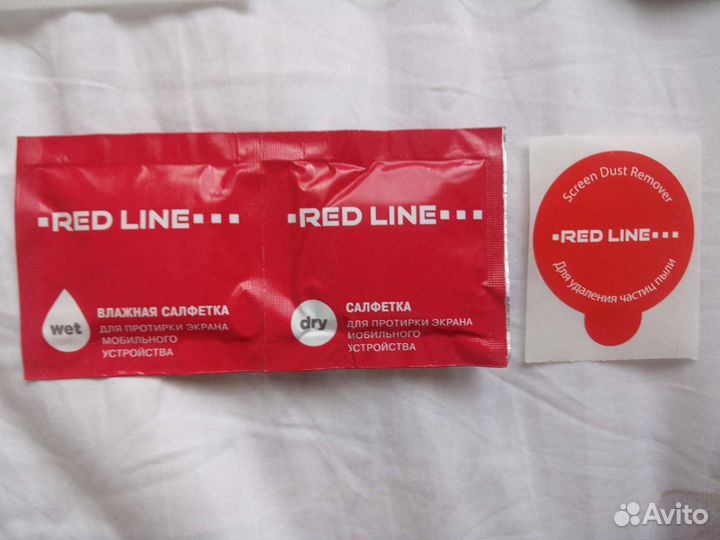 RED LINE
wet
ВЛАЖНАЯ САЛФЕТКА
ДЛЯ ПРОТИРКИ ЭКРАНА
МОБИЛЬНОГО
УСТРОЙСТВА
RED LINE
dry
САЛФЕТКА
ДЛЯ ПРОТИРКИ ЭКРАНА
МОБИЛЬНОГО
УСТРОЙСТВА
Screen Dust Remover
RED LINE
Для удаления частиц пыли
Avito